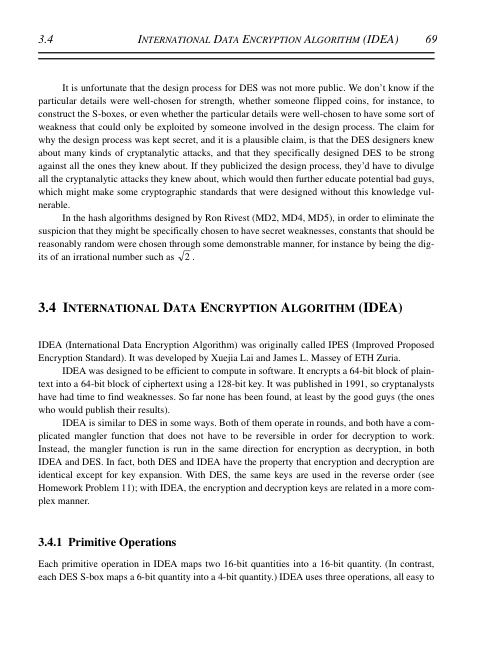 3.4 INTERNATIONAL DATA ENCRYPTION ALGORITHM (IDEA) 69
It is unfortunate that the design process for DES was not more public. We don't know if the
particular details were well-chosen for strength, whether someone flipped coins, for instance, to
construct the S-boxes, or even whether the particular details were well-chosen to have some sort of
weakness that could only be exploited by someone involved in the design process. The claim for
why the design process was kept secret, and it is a plausible claim, is that the DES designers knew
about many kinds of cryptanalytic attacks, and that they specifically designed DES to be strong
against all the ones they knew about. If they publicized the design process, they'd have to divulge
all the cryptanalytic attacks they knew about, which would then further educate potential bad guys,
which might make some cryptographic standards that were designed without this knowledge vul-
nerable.
In the hash algorithms designed by Ron Rivest (MD2, MD4, MD5), in order to eliminate the
suspicion that they might be specifically chosen to have secret weaknesses, constants that should be
reasonably random were chosen through some demonstrable manner, for instance by being the dig-
its of an irrational number such as √2 .
3.4 INTERNATIONAL DATA ENCRYPTION ALGORITHM (IDEA)
IDEA (International Data Encryption Algorithm) was originally called IPES (Improved Proposed
Encryption Standard). It was developed by Xuejia Lai and James L. Massey of ETH Zuria.
IDEA was designed to be efficient to compute in software. It encrypts a 64-bit block of plain-
text into a 64-bit block of ciphertext using a 128-bit key. It was published in 1991, so cryptanalysts
have had time to find weaknesses. So far none has been found, at least by the good guys (the ones
who would publish their results).
IDEA is similar to DES in some ways. Both of them operate in rounds, and both have a com-
plicated mangler function that does not have to be reversible in order for decryption to work.
Instead, the mangler function is run in the same direction for encryption as decryption, in both
IDEA and DES. In fact, both DES and IDEA have the property that encryption and decryption are
identical except for key expansion. With DES, the same keys are used in the reverse order (see
Homework Problem 11); with IDEA, the encryption and decryption keys are related in a more com-
plex manner.
3.4.1 Primitive Operations
Each primitive operation in IDEA maps two 16-bit quantities into a 16-bit quantity. (In contrast,
each DES S-box maps a 6-bit quantity into a 4-bit quantity.) IDEA uses three operations, all easy to